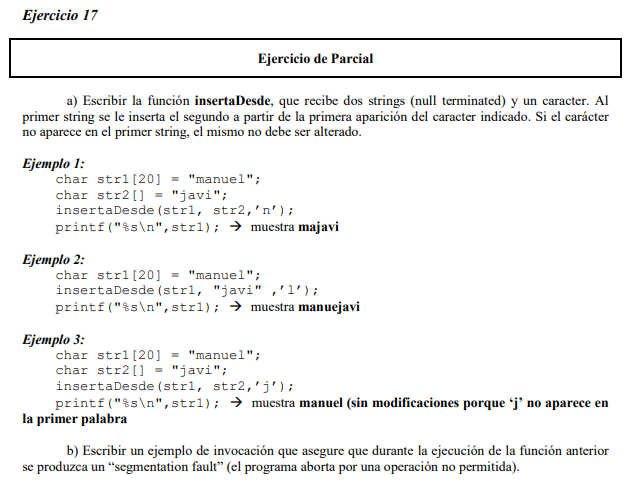 Ejercicio 17
Ejercicio de Parcial
a) Escribir la función insertaDesde, que recibe dos strings (null terminated) y un caracter. Al
primer string se le inserta el segundo a partir de la primera aparición del caracter indicado. Si el carácter
no aparece en el primer string, el mismo no debe ser alterado.
Ejemplo 1:
char str1[20] = "manuel";
char str2[] = "javi";
insertaDesde(str1, str2,'n');
printf("%s\n",str1); → muestra majavi
Ejemplo 2:
char str1[20] = "manuel";
insertaDesde(str1, "javi" ,'l');
printf("%s\n",str1); → muestra manuejavi
Ejemplo 3:
char str1[20] = "manuel";
char str2[] = "javi";
insertaDesde(str1, str2,'j');
printf("%s\n",str1); → muestra manuel (sin modificaciones porque ‘j’ no aparece en
la primer palabra
b) Escribir un ejemplo de invocación que asegure que durante la ejecución de la función anterior
se produzca un “segmentation fault” (el programa aborta por una operación no permitida).